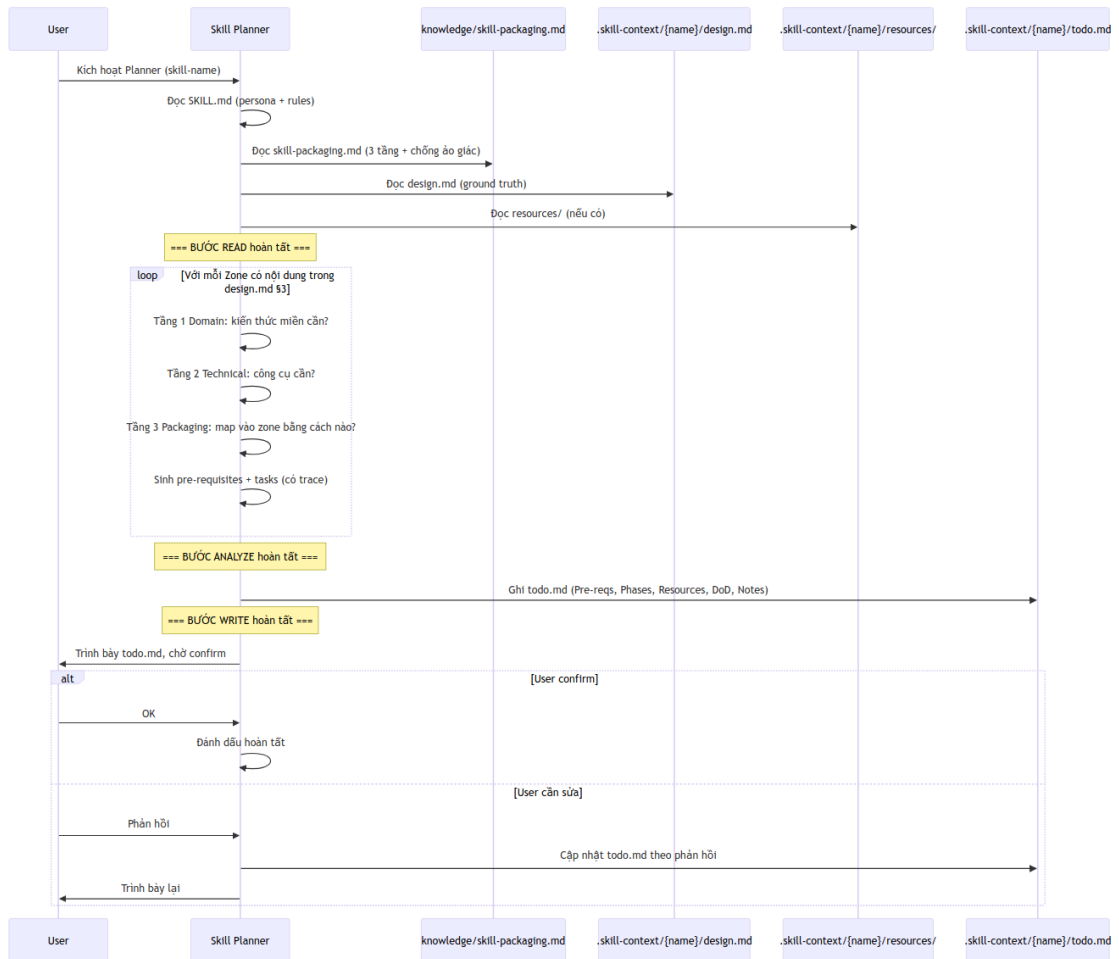 User
Skill Planner
knowledge/skill-packaging.md
.skill-context/{name}/design.md
.skill-context/{name}/resources/
.skill-context/{name}/todo.md
Kích hoạt Planner (skill-name)
Đọc SKILL.md (persona + rules)
Đọc skill-packaging.md (3 tầng + chống ảo giác)
Đọc design.md (ground truth)
Đọc resources/ (nếu có)
=== BƯỚC READ hoàn tất ===
loop
[Với mỗi Zone có nội dung trong
design.md §3]
Tầng 1 Domain: kiến thức miền cần?
Tầng 2 Technical: công cụ cần?
Tầng 3 Packaging: map vào zone bằng cách nào?
Sinh pre-requisites + tasks (có trace)
=== BƯỚC ANALYZE hoàn tất ===
Ghi todo.md (Pre-reqs, Phases, Resources, DoD, Notes)
=== BƯỚC WRITE hoàn tất ===
Trình bày todo.md, chờ confirm
alt
[User confirm]
OK
Đánh dấu hoàn tất
[User cần sửa]
Phản hồi
Cập nhật todo.md theo phản hồi
Trình bày lại
User
Skill Planner
knowledge/skill-packaging.md
.skill-context/{name}/design.md
.skill-context/{name}/resources/
.skill-context/{name}/todo.md